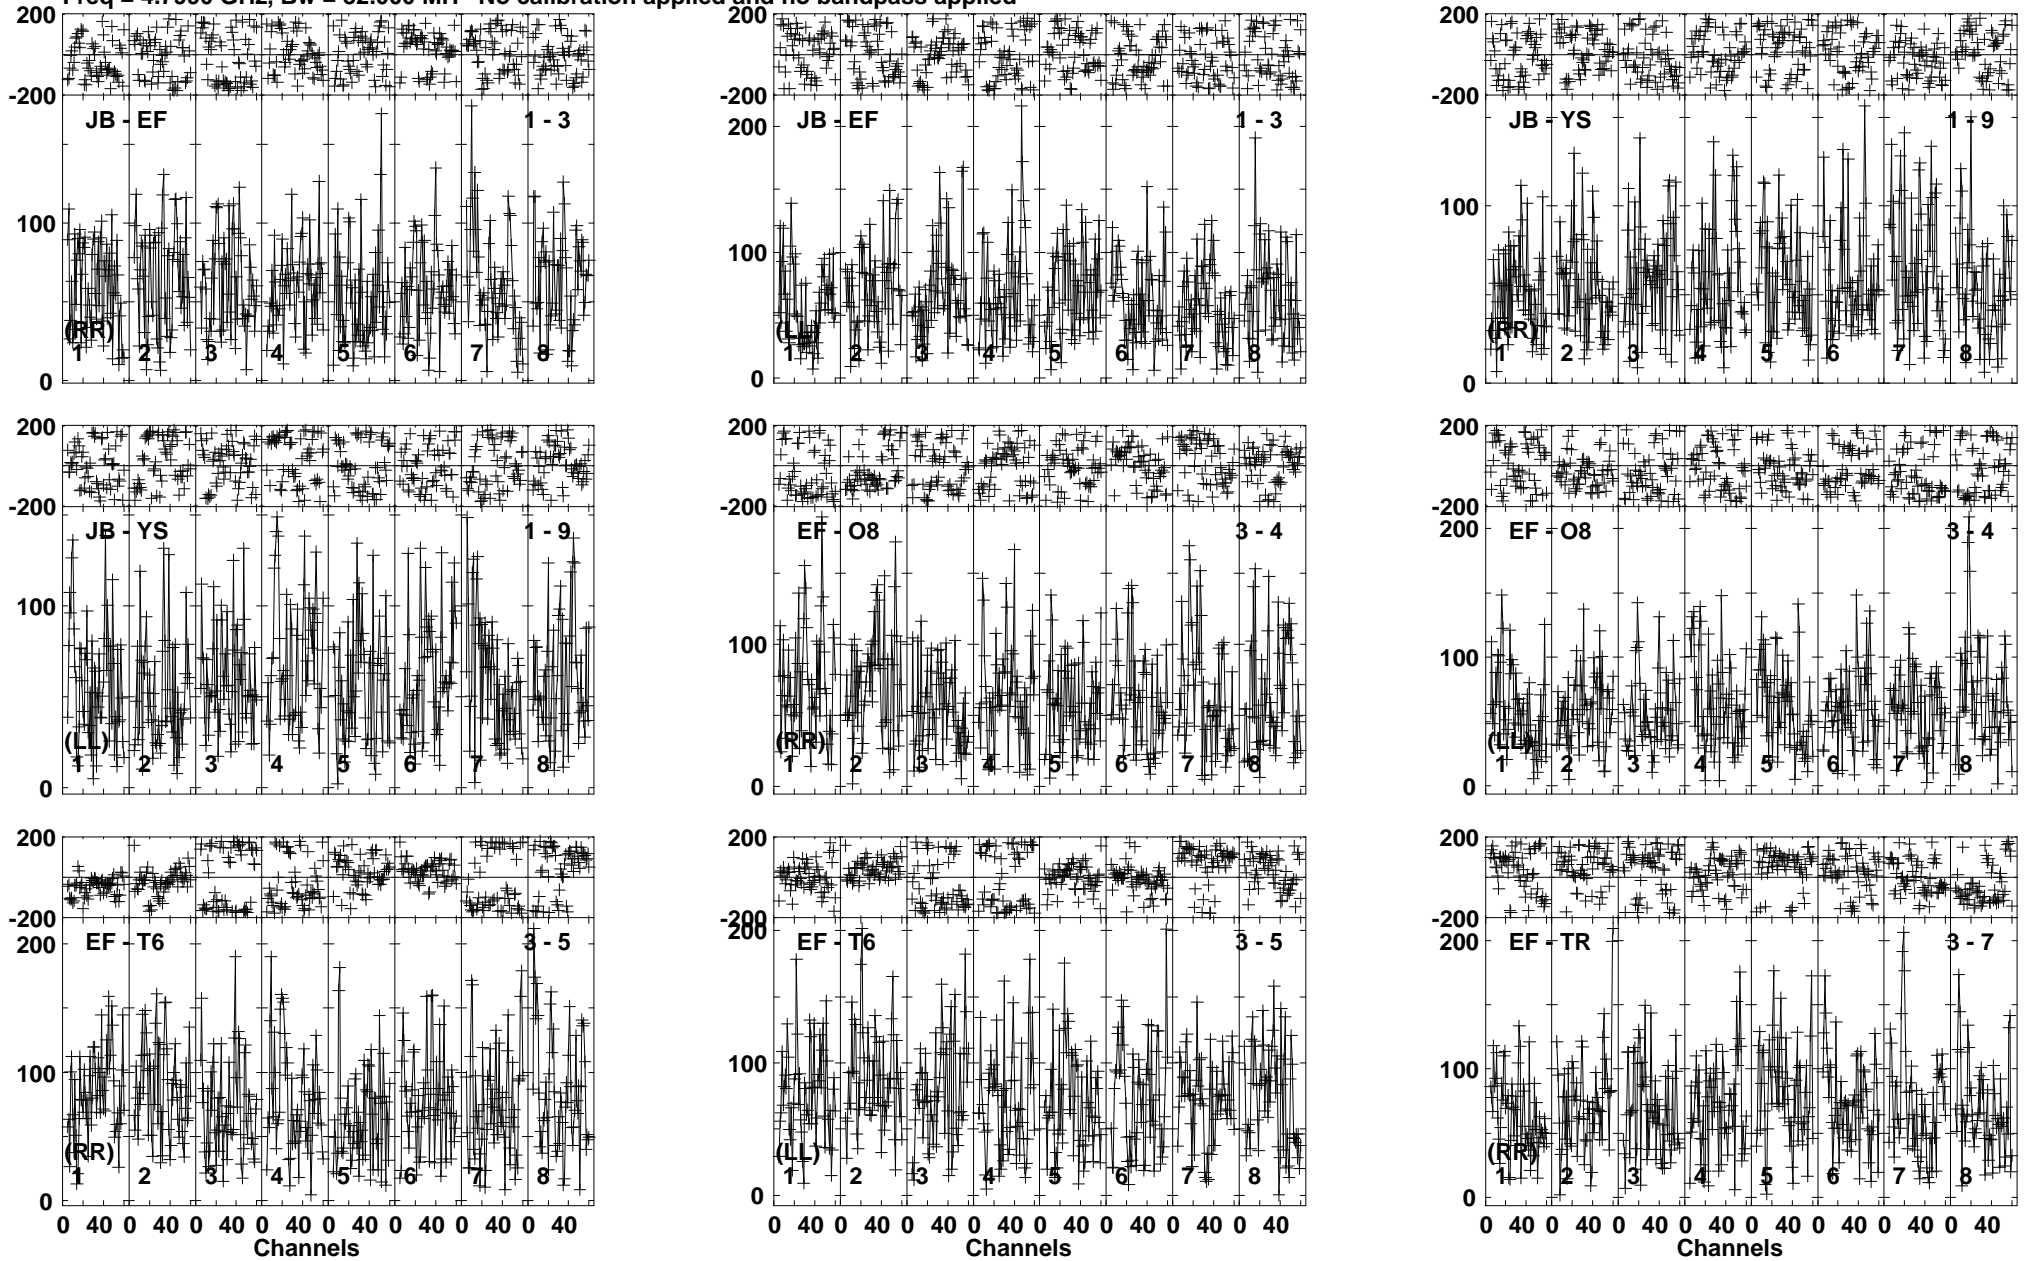 No calibration applied and no bandpass applied
200 200 200
-200 -200 -200
JB - EF 1 - 3 200 JB - EF 1 - 3 JB - YS 1 - 9
100 100 100
(RR) (LL) (RR)
1 2 3 4 5 6 7 8 1 2 3 4 5 6 7 8 1 2 3 4 5 6 7 8
0 0 0
200 200 200
-200 -200 -200
JB - YS 1 - 9 EF - O8 3 - 4 200 EF - O8 3 - 4
100 100 100
(LL) (RR) (LL)
1 2 3 4 5 6 7 8 1 2 3 4 5 6 7 8 1 2 3 4 5 6 7 8
0 0 0
200 200 200
-200 -200 -200
200 EF - T6 3 - 5 200 EF - T6 3 - 5 200 EF - TR 3 - 7
100 100 100
(RR) (LL) (RR)
1 2 3 4 5 6 7 8 1 2 3 4 5 6 7 8 1 2 3 4 5 6 7 8
0 0 0
0 40 0 40 0 40 0 40 0 40 0 40 0 40 0 40 0 40 0 40 0 40 0 40 0 40 0 40 0 40 0 40 0 40 0 40 0 40 0 40 0 40 0 40 0 40 0 40
Channels Channels Channels